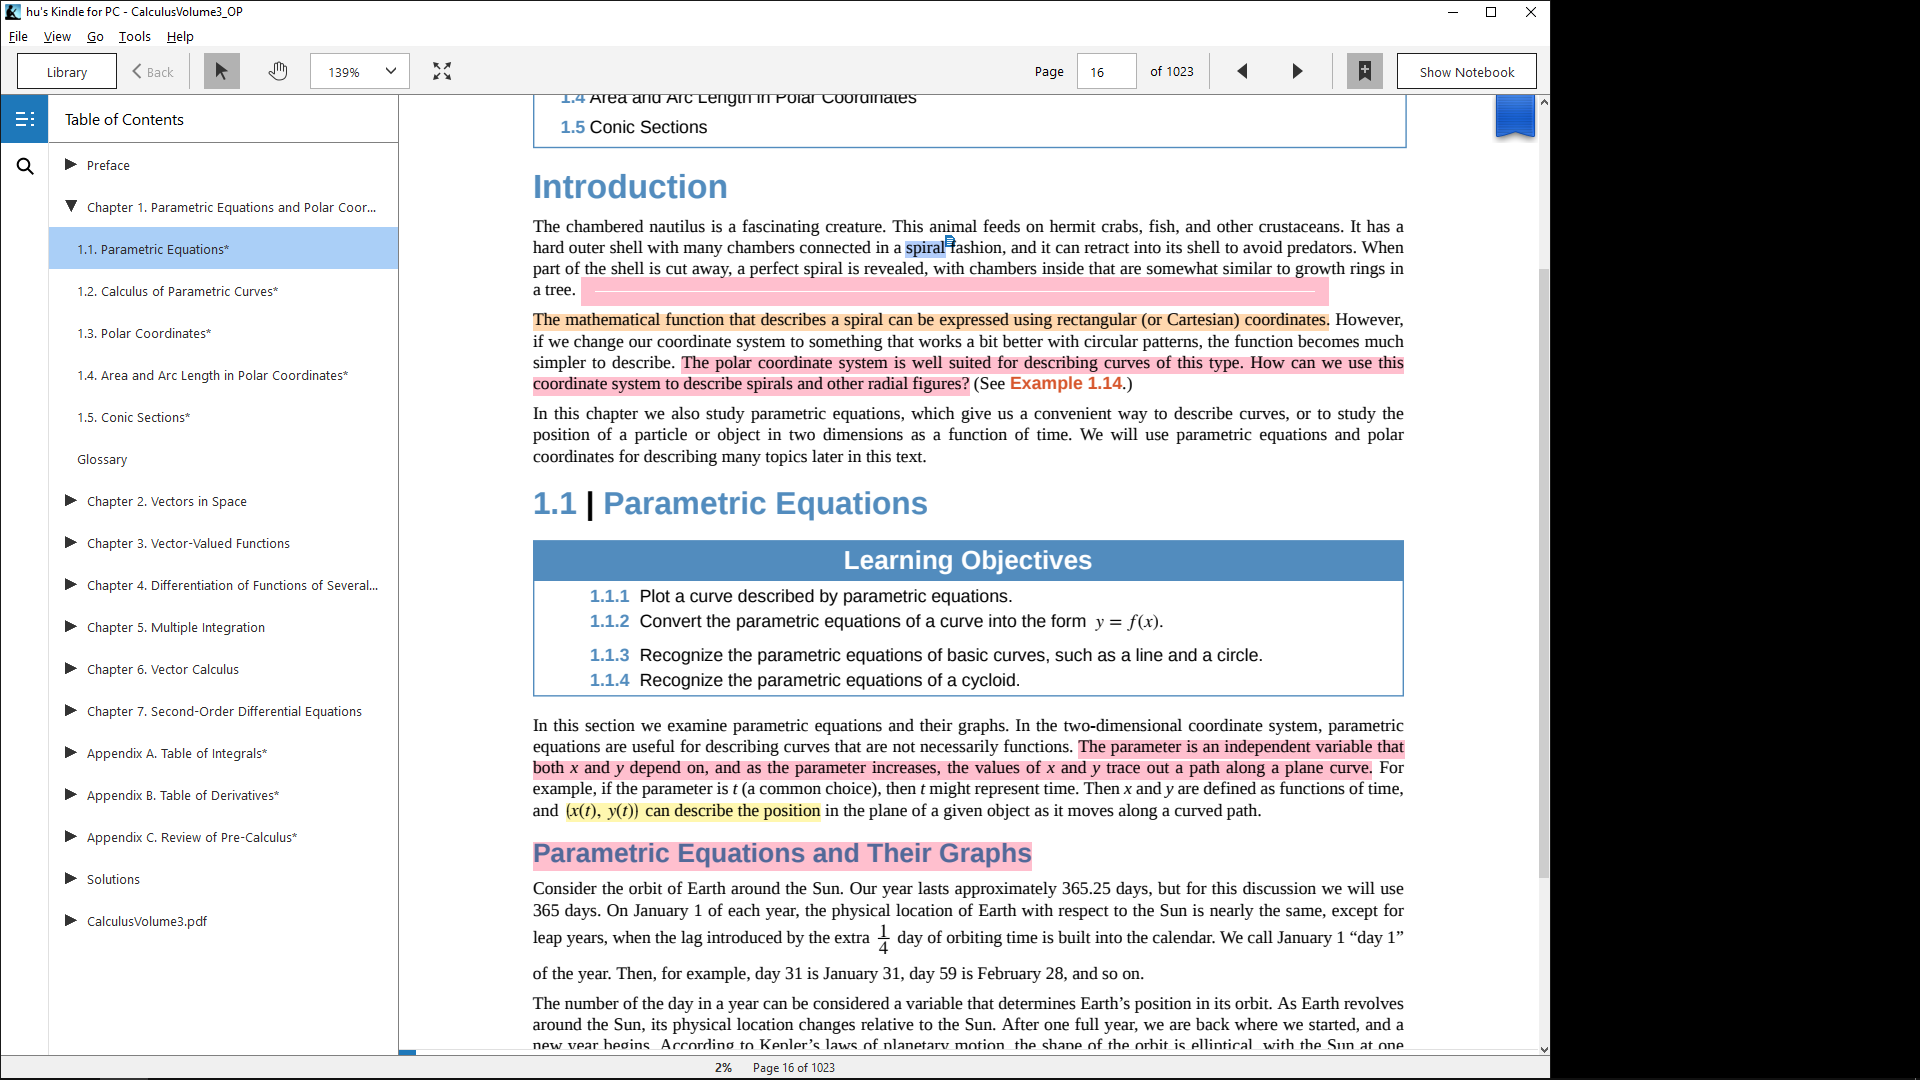 hu's Kindle for PC - CalculusVolume3_OP
File View Go Tools Help
Library Back 139% Page 16 of 1023 Show Notebook
Table of Contents
Preface
Chapter 1. Parametric Equations and Polar Coor...
1.1. Parametric Equations*
1.2. Calculus of Parametric Curves*
1.3. Polar Coordinates*
1.4. Area and Arc Length in Polar Coordinates*
1.5. Conic Sections*
Glossary
Chapter 2. Vectors in Space
Chapter 3. Vector-Valued Functions
Chapter 4. Differentiation of Functions of Several...
Chapter 5. Multiple Integration
Chapter 6. Vector Calculus
Chapter 7. Second-Order Differential Equations
Appendix A. Table of Integrals*
Appendix B. Table of Derivatives*
Appendix C. Review of Pre-Calculus*
Solutions
CalculusVolume3.pdf
1.4 Area and Arc Length in Polar Coordinates
1.5 Conic Sections
Introduction
The chambered nautilus is a fascinating creature. This animal feeds on hermit crabs, fish, and other crustaceans. It has a
hard outer shell with many chambers connected in a spiral fashion, and it can retract into its shell to avoid predators. When
part of the shell is cut away, a perfect spiral is revealed, with chambers inside that are somewhat similar to growth rings in
a tree.
The mathematical function that describes a spiral can be expressed using rectangular (or Cartesian) coordinates. However,
if we change our coordinate system to something that works a bit better with circular patterns, the function becomes much
simpler to describe. The polar coordinate system is well suited for describing curves of this type. How can we use this
coordinate system to describe spirals and other radial figures? (See Example 1.14.)
In this chapter we also study parametric equations, which give us a convenient way to describe curves, or to study the
position of a particle or object in two dimensions as a function of time. We will use parametric equations and polar
coordinates for describing many topics later in this text.
1.1 | Parametric Equations
Learning Objectives
1.1.1 Plot a curve described by parametric equations.
1.1.2 Convert the parametric equations of a curve into the form y = f(x).
1.1.3 Recognize the parametric equations of basic curves, such as a line and a circle.
1.1.4 Recognize the parametric equations of a cycloid.
In this section we examine parametric equations and their graphs. In the two-dimensional coordinate system, parametric
equations are useful for describing curves that are not necessarily functions. The parameter is an independent variable that
both x and y depend on, and as the parameter increases, the values of x and y trace out a path along a plane curve. For
example, if the parameter is t (a common choice), then t might represent time. Then x and y are defined as functions of time,
and (x(t), y(t)) can describe the position in the plane of a given object as it moves along a curved path.
Parametric Equations and Their Graphs
Consider the orbit of Earth around the Sun. Our year lasts approximately 365.25 days, but for this discussion we will use
365 days. On January 1 of each year, the physical location of Earth with respect to the Sun is nearly the same, except for
leap years, when the lag introduced by the extra 1/4 day of orbiting time is built into the calendar. We call January 1 “day 1”
of the year. Then, for example, day 31 is January 31, day 59 is February 28, and so on.
The number of the day in a year can be considered a variable that determines Earth’s position in its orbit. As Earth revolves
around the Sun, its physical location changes relative to the Sun. After one full year, we are back where we started, and a
new year begins. According to Kepler’s laws of planetary motion, the shape of the orbit is elliptical, with the Sun at one
2% Page 16 of 1023